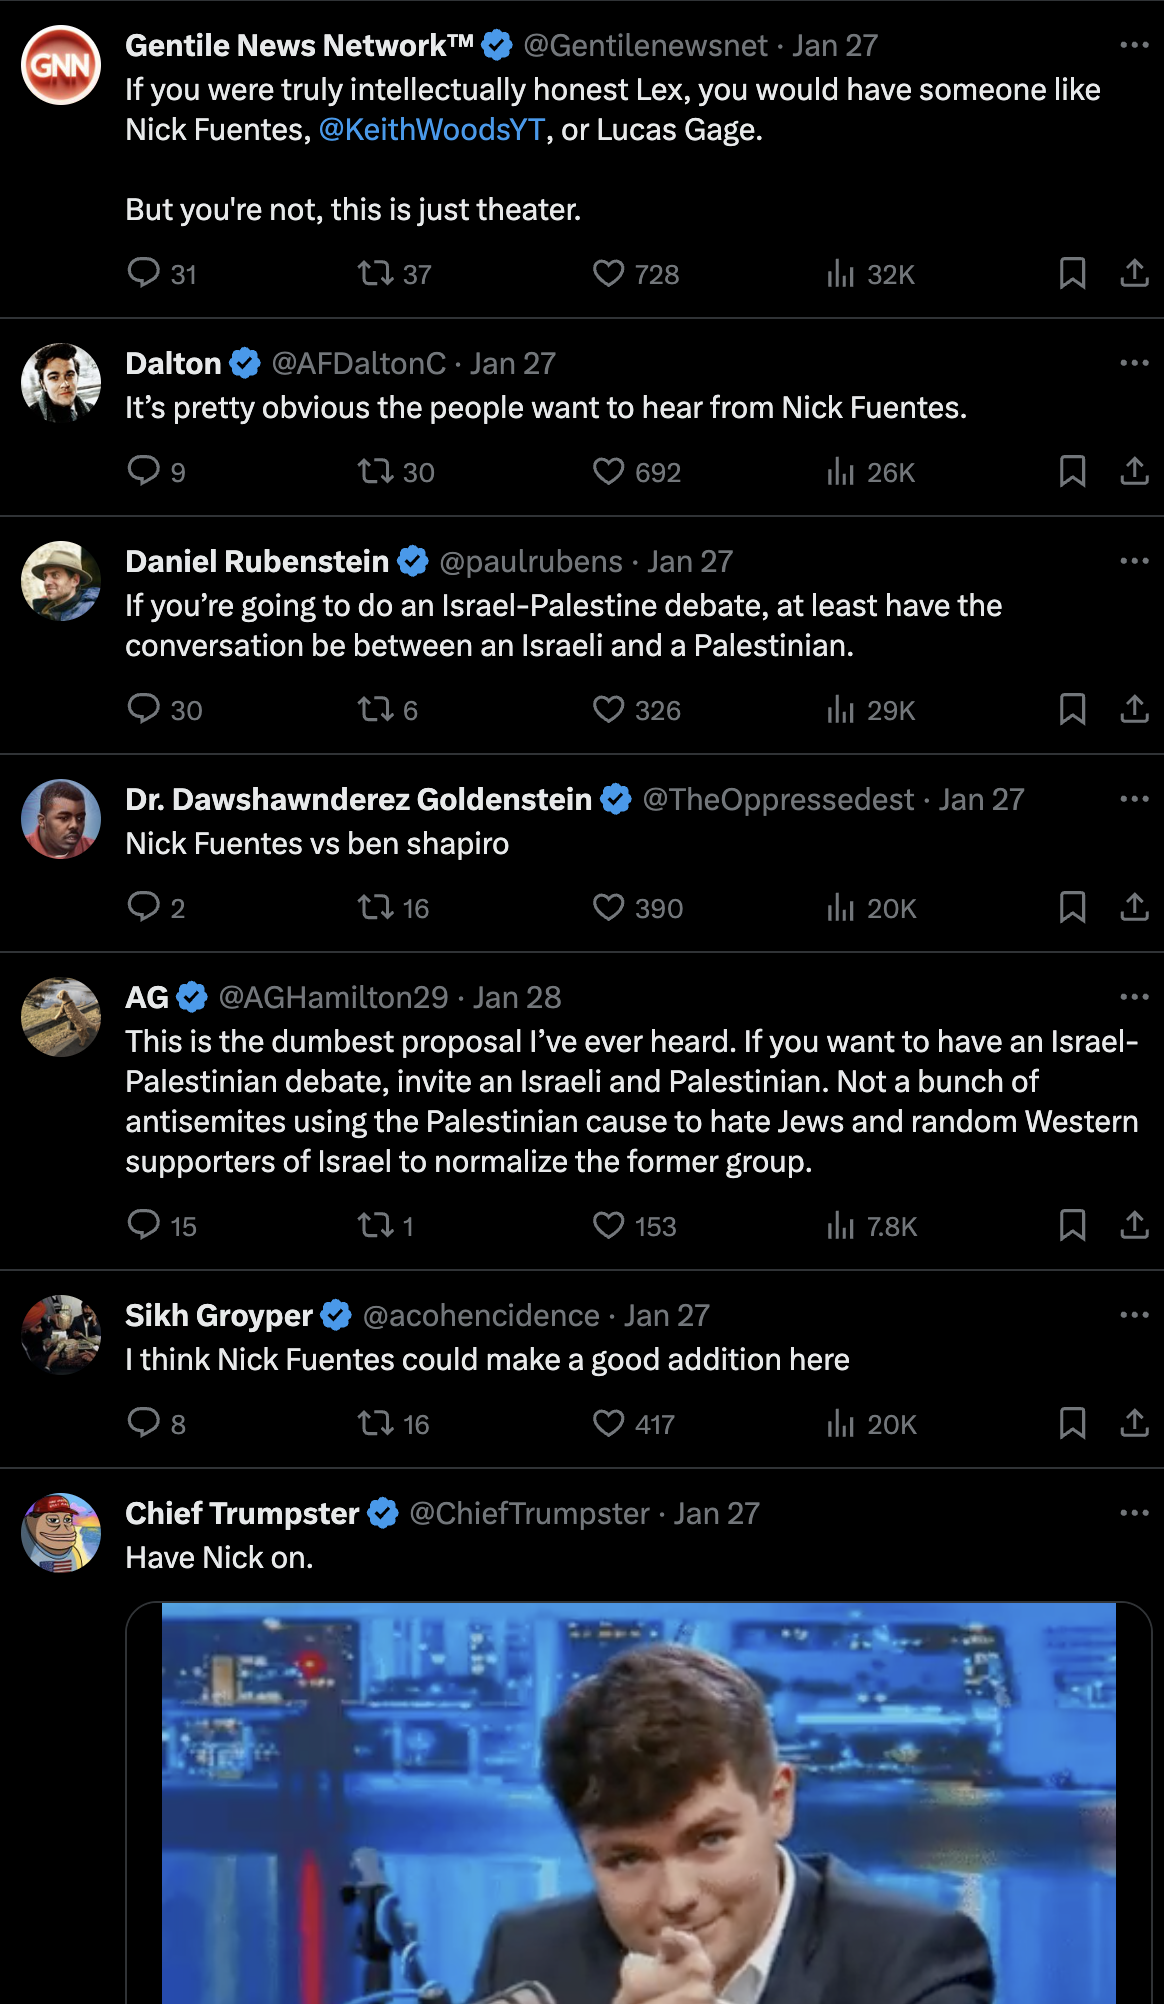 GNN
Gentile News Network™ @Gentilenewsnet · Jan 27
If you were truly intellectually honest Lex, you would have someone like
Nick Fuentes, @KeithWoodsYT, or Lucas Gage.
But you're not, this is just theater.
31 37 728 32K
Dalton @AFDaltonC · Jan 27
It’s pretty obvious the people want to hear from Nick Fuentes.
9 30 692 26K
Daniel Rubenstein @paulrubens · Jan 27
If you’re going to do an Israel-Palestine debate, at least have the
conversation be between an Israeli and a Palestinian.
30 6 326 29K
Dr. Dawshawnderez Goldenstein @TheOppressedest · Jan 27
Nick Fuentes vs ben shapiro
2 16 390 20K
AG @AGHamilton29 · Jan 28
This is the dumbest proposal I’ve ever heard. If you want to have an Israel-
Palestinian debate, invite an Israeli and Palestinian. Not a bunch of
antisemites using the Palestinian cause to hate Jews and random Western
supporters of Israel to normalize the former group.
15 1 153 7.8K
Sikh Groyper @acohencidence · Jan 27
I think Nick Fuentes could make a good addition here
8 16 417 20K
Chief Trumpster @ChiefTrumpster · Jan 27
Have Nick on.